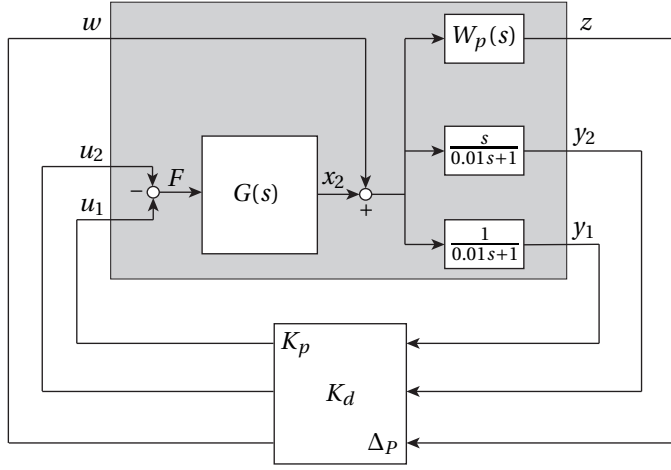 w
z
W_p(s)
u_2
F
G(s)
x_2
s
0.01s+1
y_2
−
u_1
+
1
0.01s+1
y_1
K_p
K_d
Δ_P